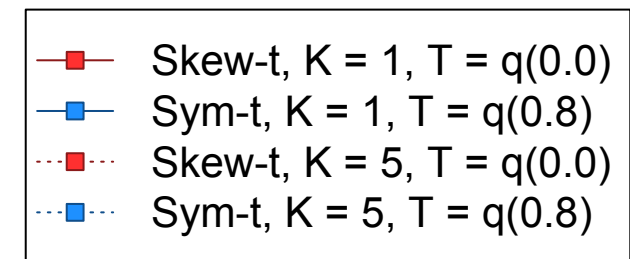 Skew-t, K = 1, T = q(0.0)
Sym-t, K = 1, T = q(0.8)
Skew-t, K = 5, T = q(0.0)
Sym-t, K = 5, T = q(0.8)